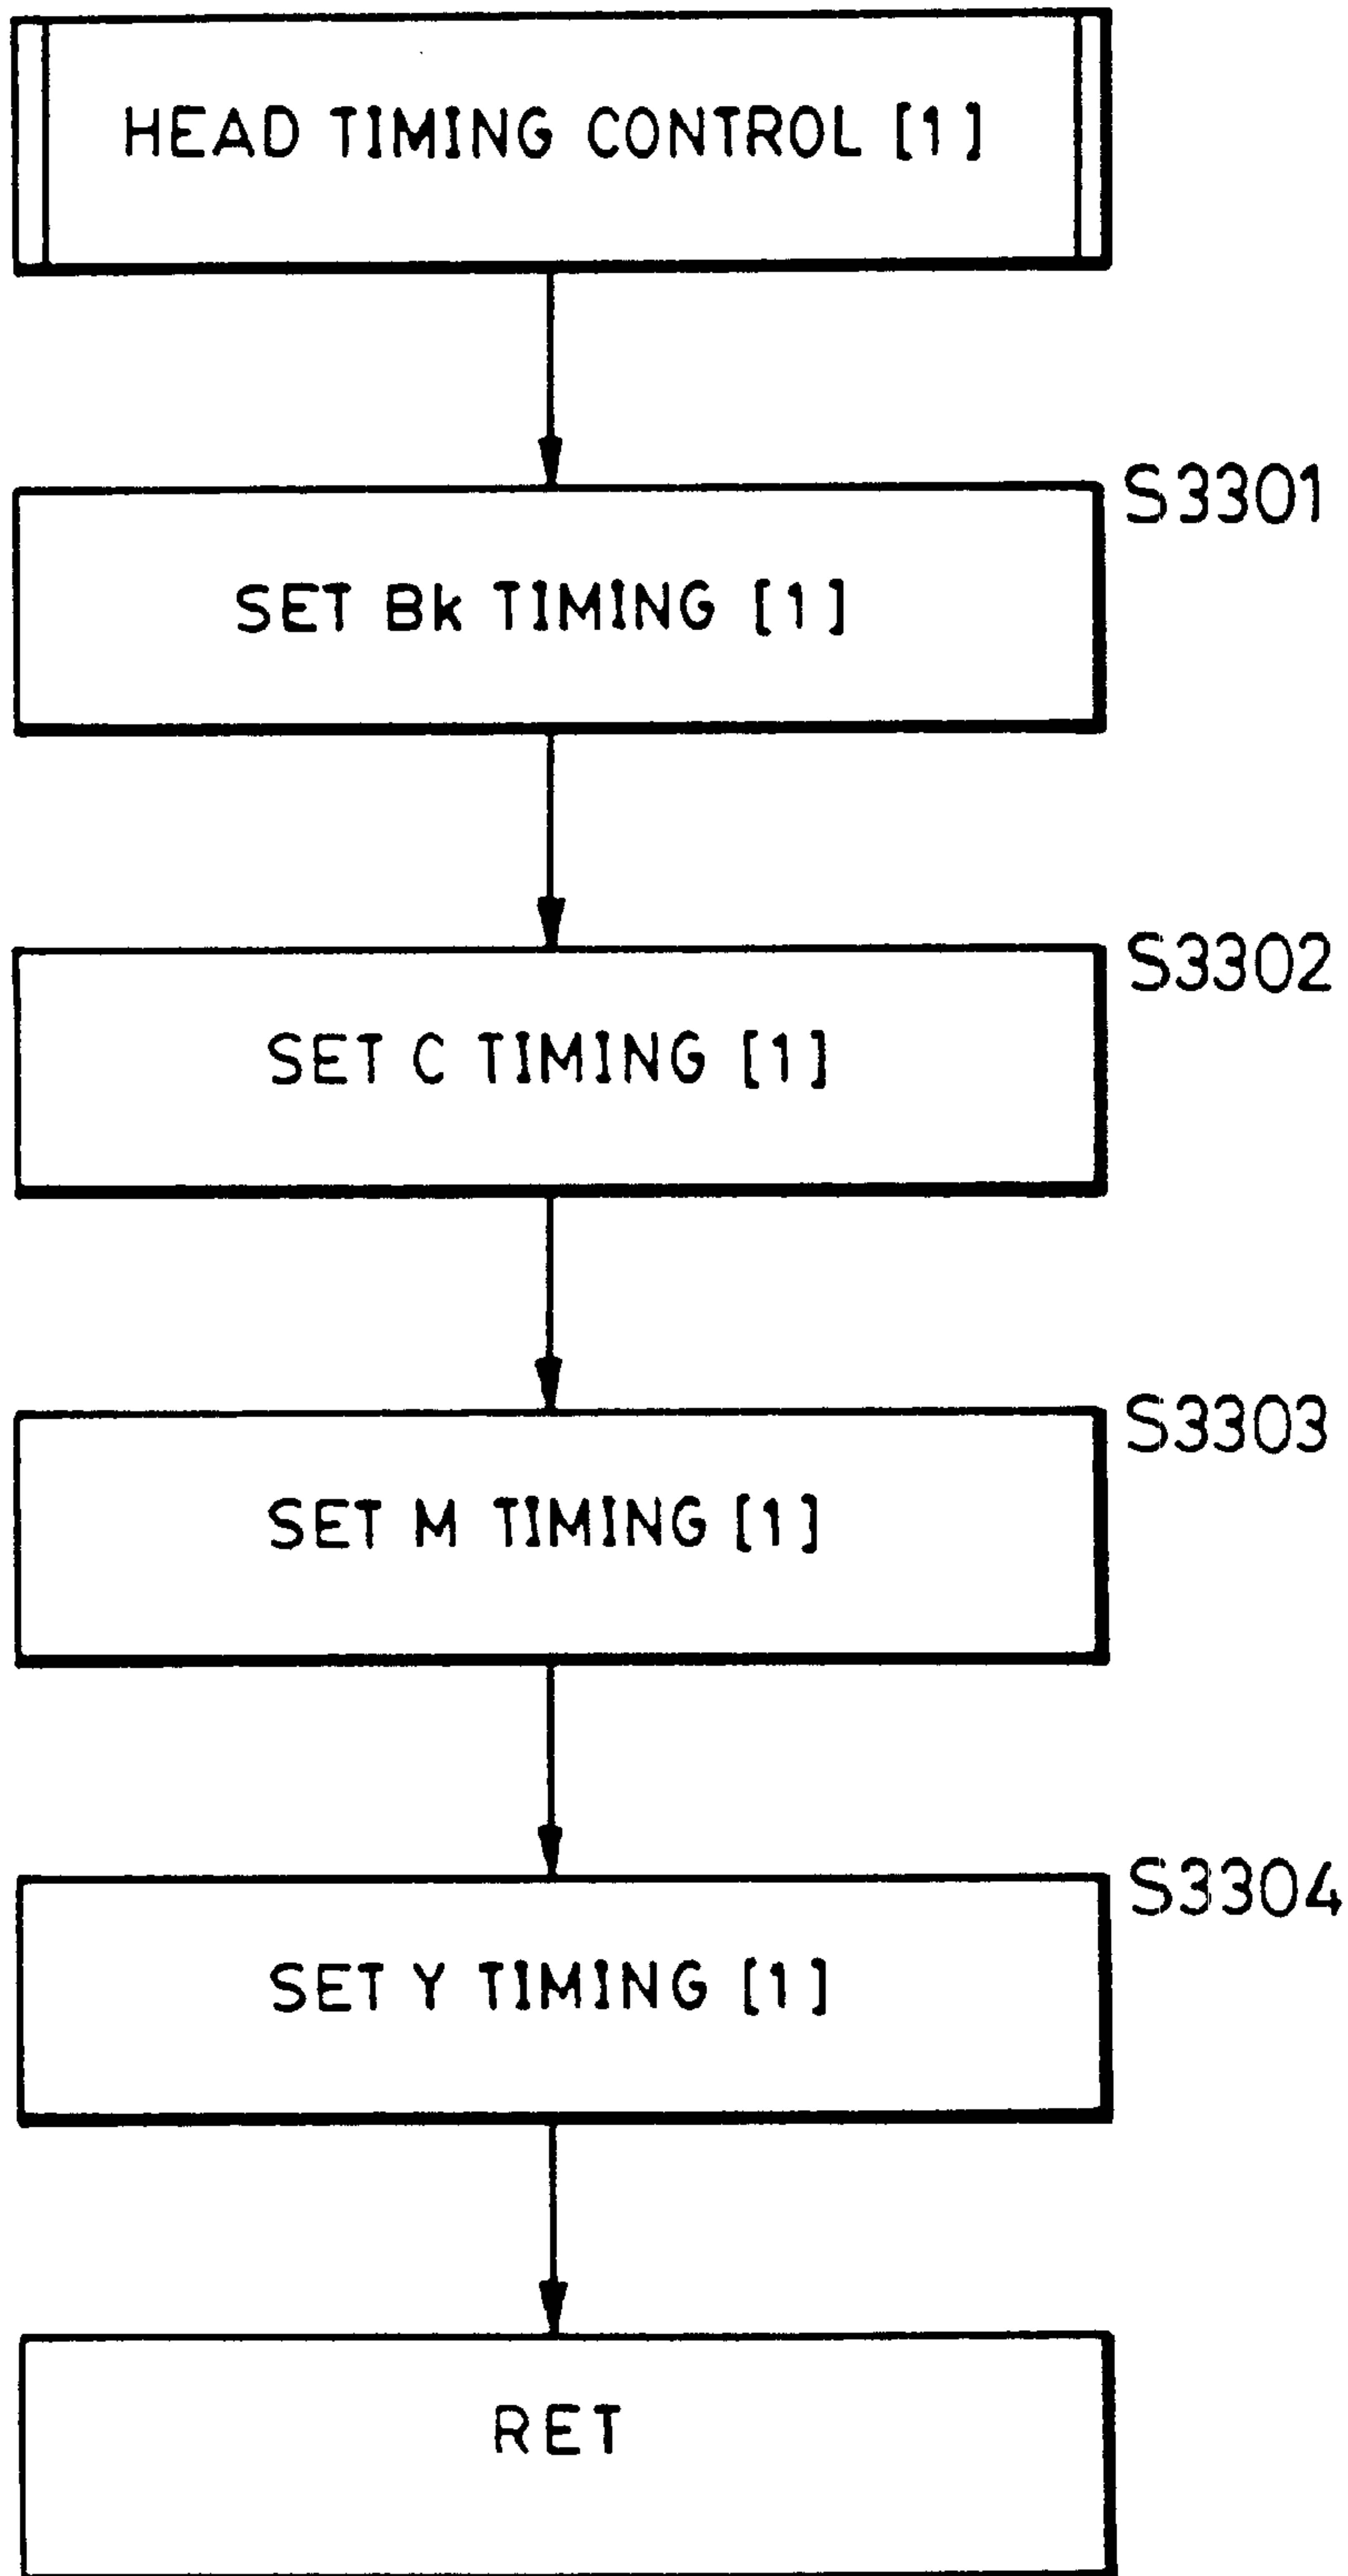 HEAD TIMING CONTROL [1]
S3301
SET Bk TIMING [1]
S3302
SET C TIMING [1]
S3303
SET M TIMING [1]
S3304
SET Y TIMING [1]
RET